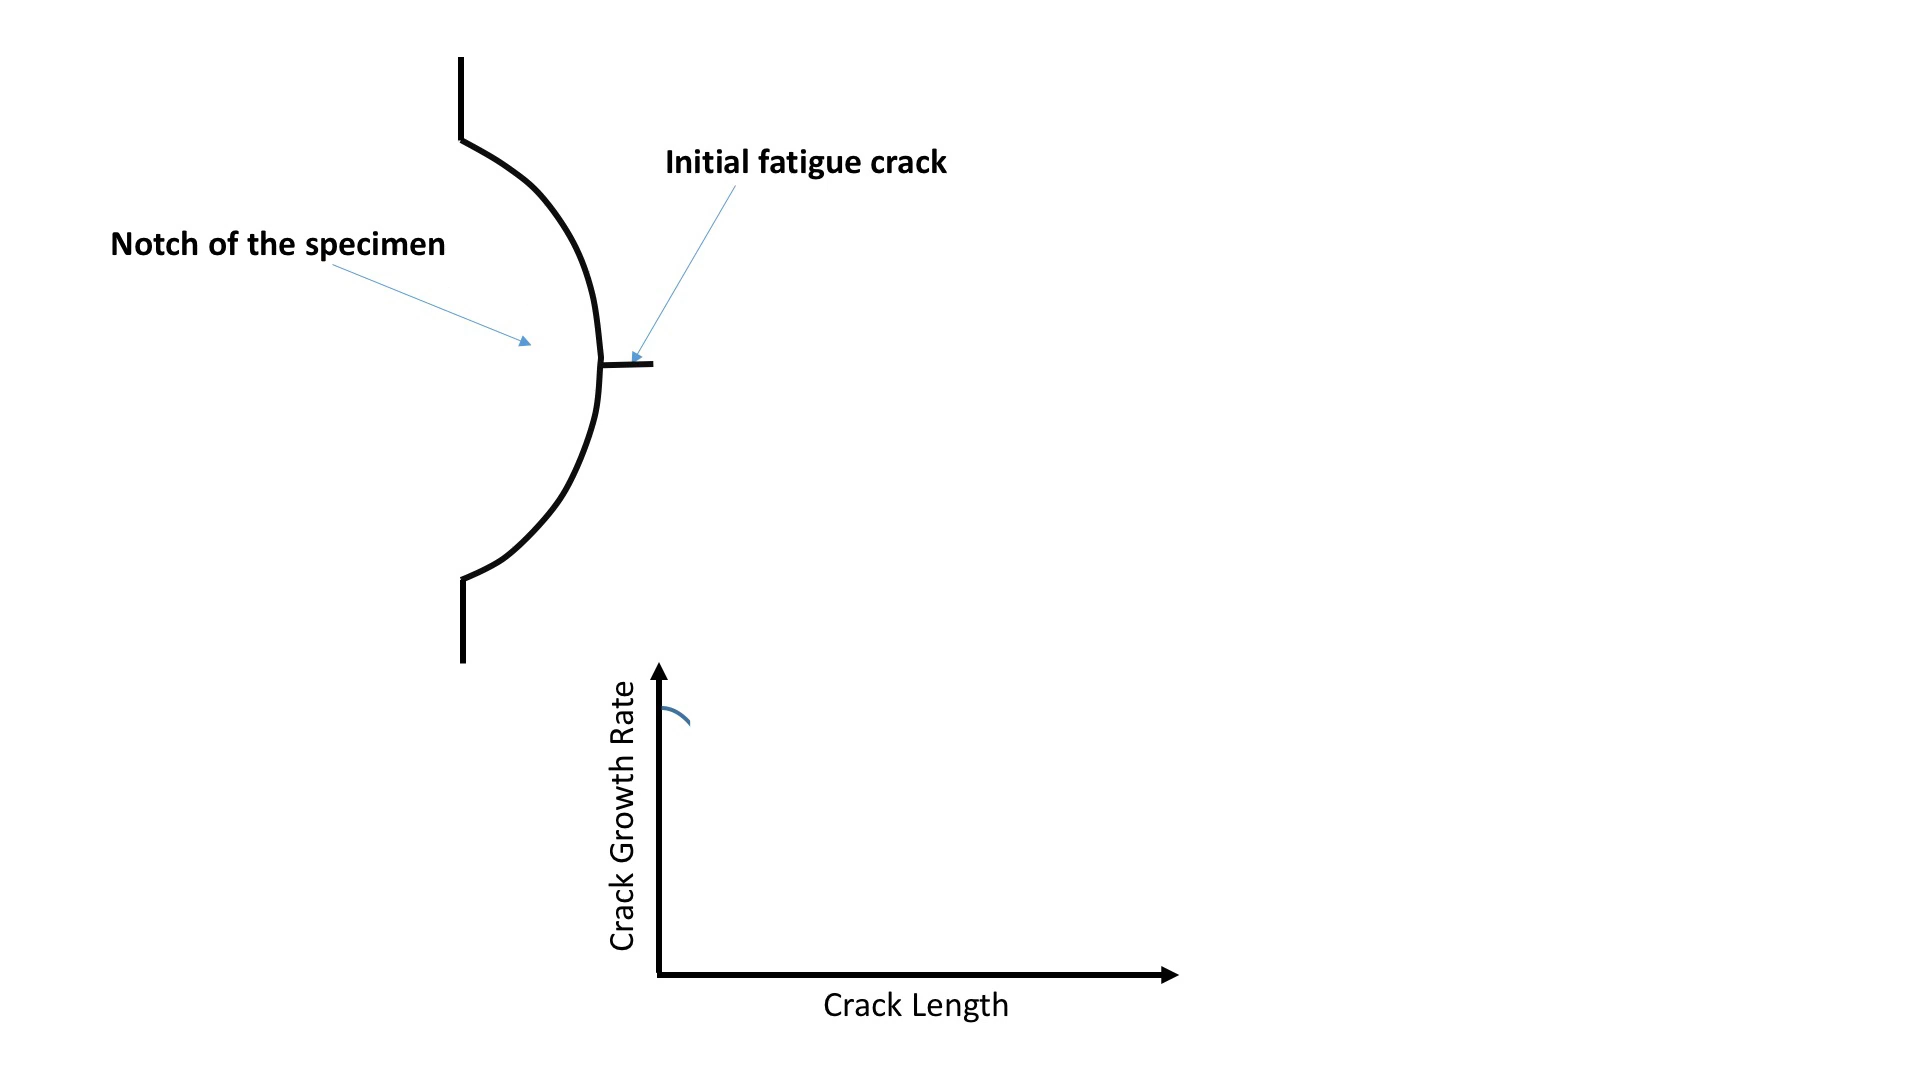 Initial fatigue crack
Notch of the specimen
Crack Growth Rate
Crack Length